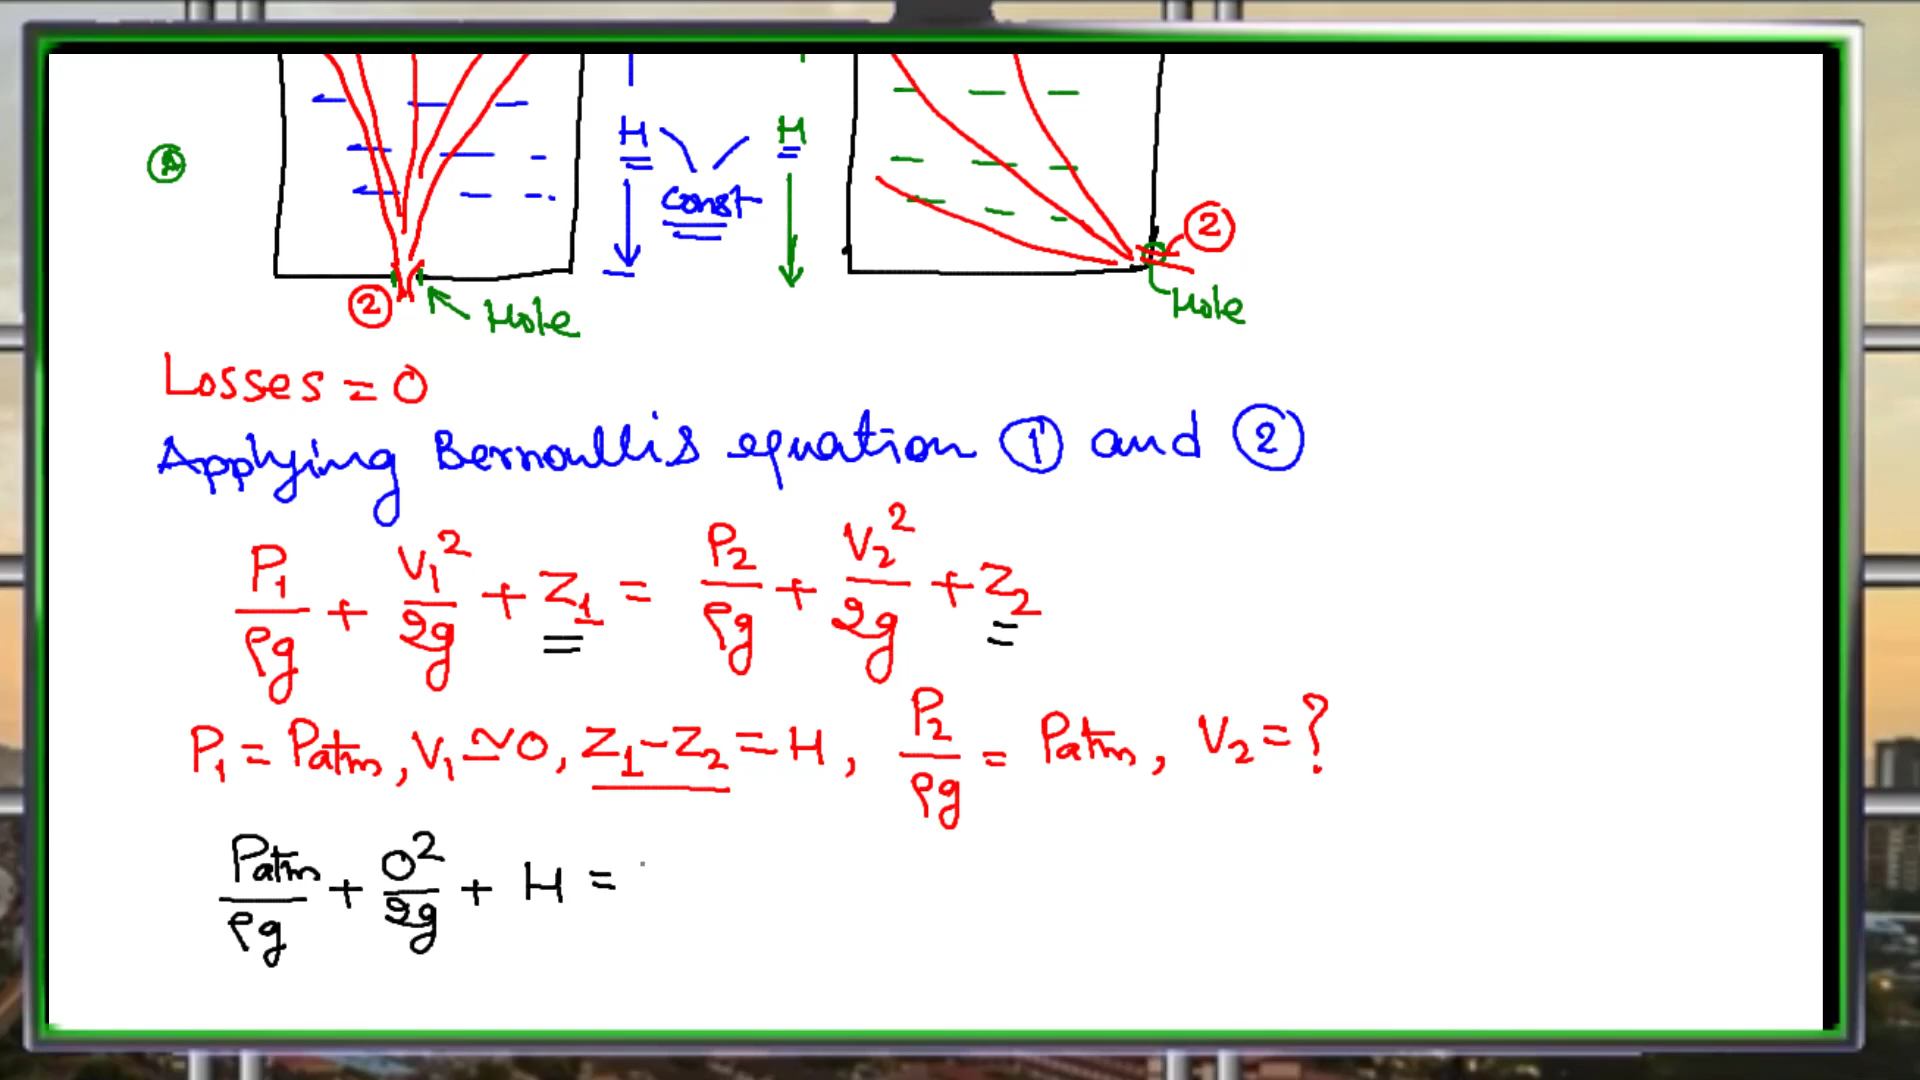 H H
Const
2
2
Hole
Hole
Losses = 0
Applying Bernoullis equation ① and ②
P₁/ρg + V₁²/2g + Z₁ = P₂/ρg + V₂²/2g + Z₂
P₁ = Patm, V₁ ≃ 0, Z₁-Z₂ = H, P₂/ρg = Patm, V₂ = ?
Patm/ρg + 0²/2g + H =